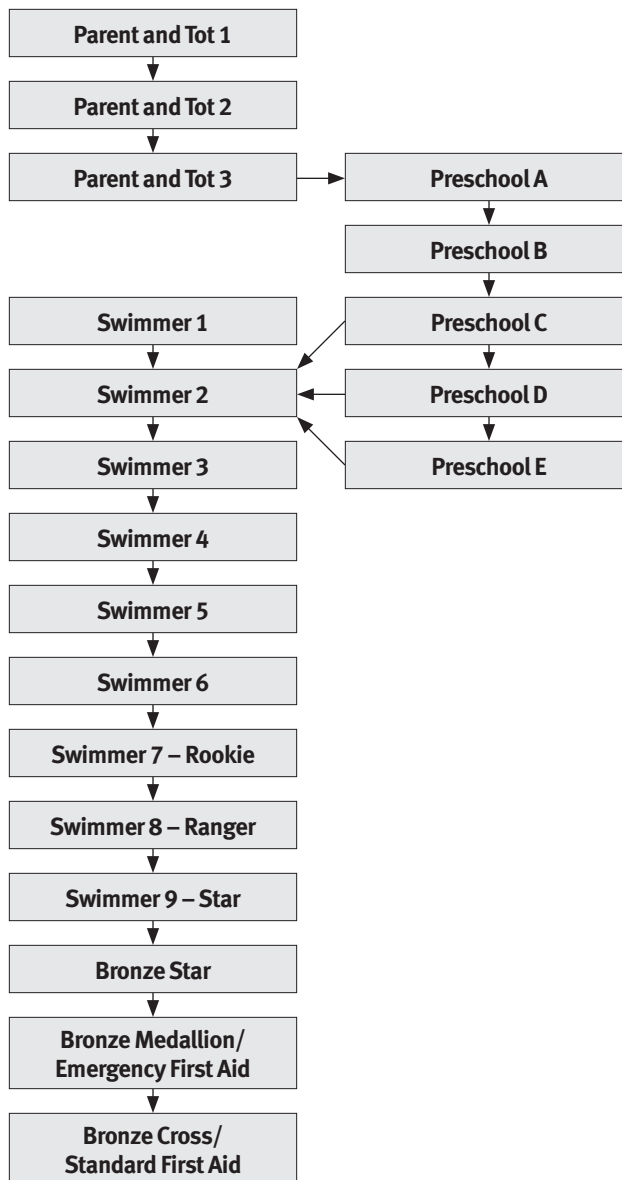 Parent and Tot 1
Parent and Tot 2
Parent and Tot 3
Preschool A
Preschool B
Swimmer 1
Preschool C
Swimmer 2
Preschool D
Swimmer 3
Preschool E
Swimmer 4
Swimmer 5
Swimmer 6
Swimmer 7 – Rookie
Swimmer 8 – Ranger
Swimmer 9 – Star
Bronze Star
Bronze Medallion/
Emergency First Aid
Bronze Cross/
Standard First Aid